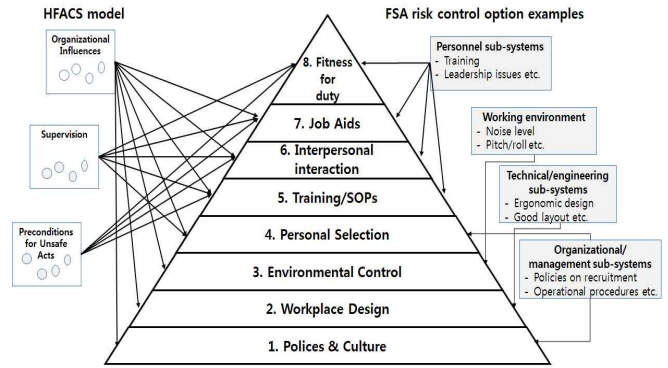 HFACS model
FSA risk control option examples
Organizational
Influences
Supervision
Preconditions
for Unsafe
Acts
8. Fitness
for
duty
7. Job Aids
6. Interpersonal
interaction
5. Training/SOPs
4. Personal Selection
3. Environmental Control
2. Workplace Design
1. Polices & Culture
Personnel sub-systems
- Training
- Leadership issues etc.
Working environment
- Noise level
- Pitch/roll etc.
Technical/engineering
sub-systems
- Ergonomic design
- Good layout etc.
Organizational/
management sub-systems
- Policies on recruitment
- Operational procedures etc.